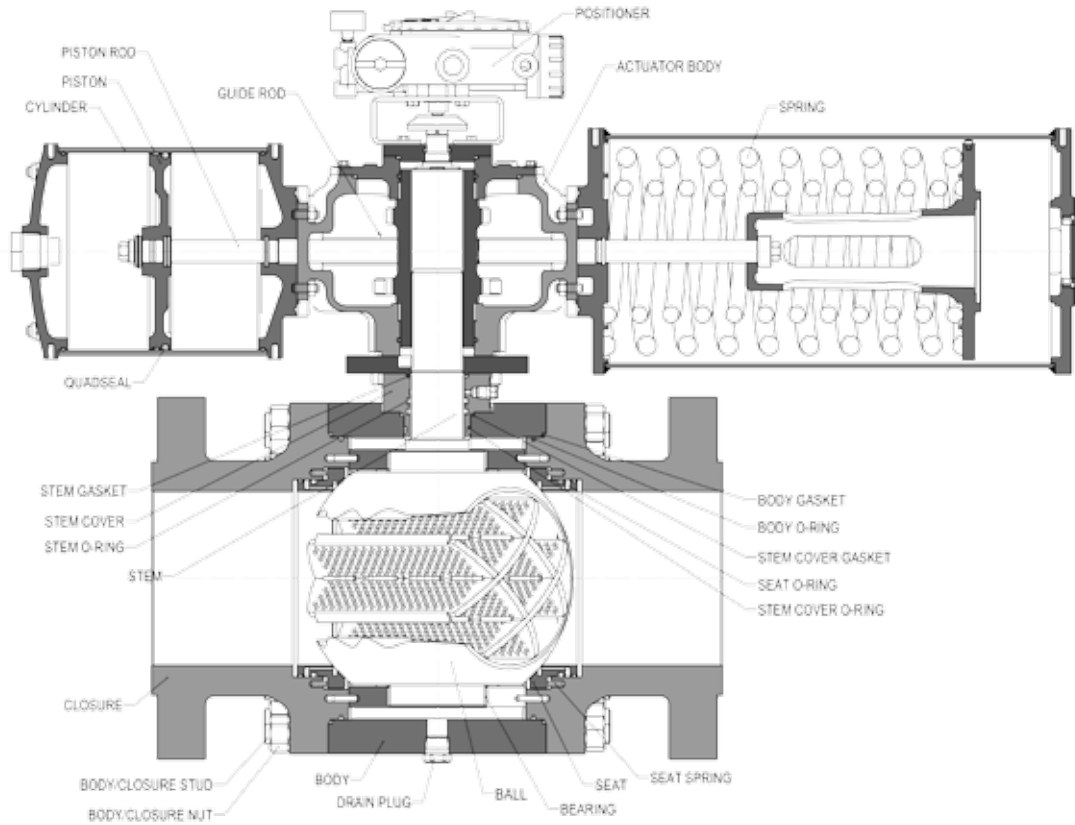 POSITIONER
PISTON ROD
ACTUATOR BODY
PISTON
GUIDE ROD
CYLINDER
SPRING
QUADSEAL
STEM GASKET
BODY GASKET
STEM COVER
BODY O-RING
STEM O-RING
STEM COVER GASKET
STEM
SEAT O-RING
STEM COVER O-RING
CLOSURE
BODY/CLOSURE STUD
BODY
SEAT
SEAT SPRING
DRAIN PLUG
BALL
BEARING
BODY/CLOSURE NUT